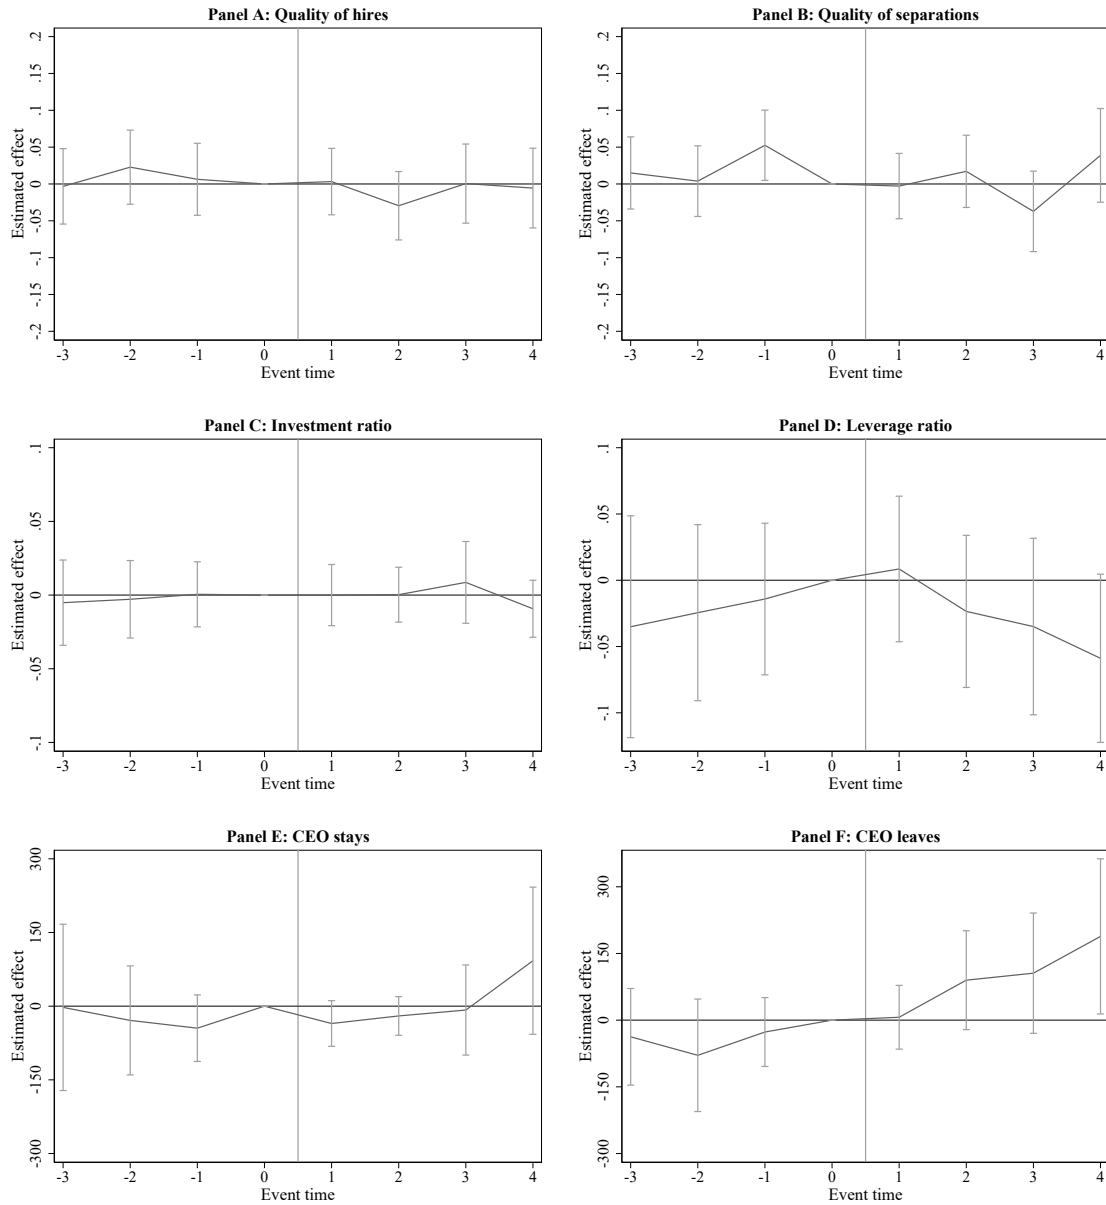 Panel A: Quality of hires
Estimated effect
.2
.15
.1
.05
0
-.05
-.1
-.15
-.2
-3 -2 -1 0 1 2 3 4
Event time
Panel B: Quality of separations
Estimated effect
.2
.15
.1
.05
0
-.05
-.1
-.15
-.2
-3 -2 -1 0 1 2 3 4
Event time
Panel C: Investment ratio
Estimated effect
.1
.05
0
-.05
-.1
-3 -2 -1 0 1 2 3 4
Event time
Panel D: Leverage ratio
Estimated effect
.1
.05
0
-.05
-.1
-3 -2 -1 0 1 2 3 4
Event time
Panel E: CEO stays
Estimated effect
300
150
0
-150
-300
-3 -2 -1 0 1 2 3 4
Event time
Panel F: CEO leaves
Estimated effect
300
150
0
-150
-300
-3 -2 -1 0 1 2 3 4
Event time